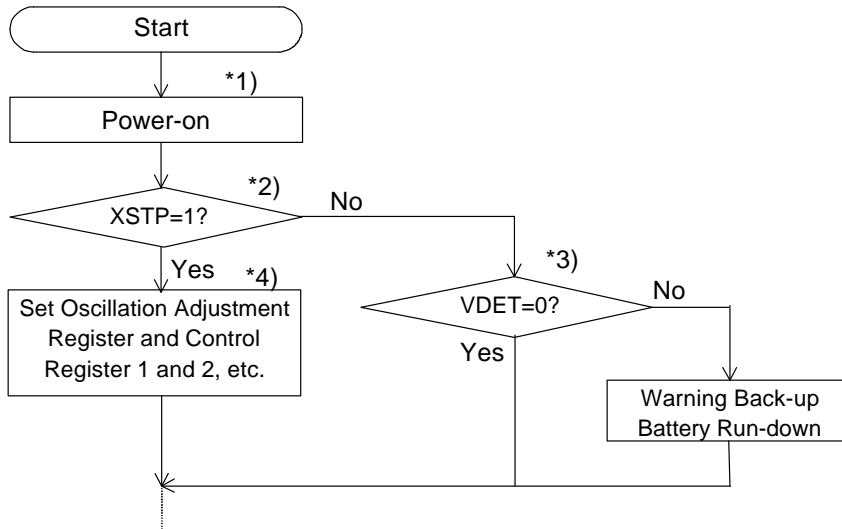 Start
*1)
Power-on
*2)
XSTP=1?
No
Yes
*4)
*3)
VDET=0?
No
Yes
Set Oscillation Adjustment
Register and Control
Register 1 and 2, etc.
Warning Back-up
Battery Run-down